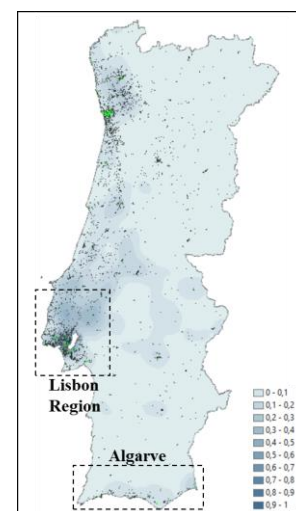 Lisbon
Region
Algarve
0 - 0,1
0,1 - 0,2
0,2 - 0,3
0,3 - 0,4
0,4 - 0,5
0,5 - 0,6
0,6 - 0,7
0,7 - 0,8
0,8 - 0,9
0,9 - 1